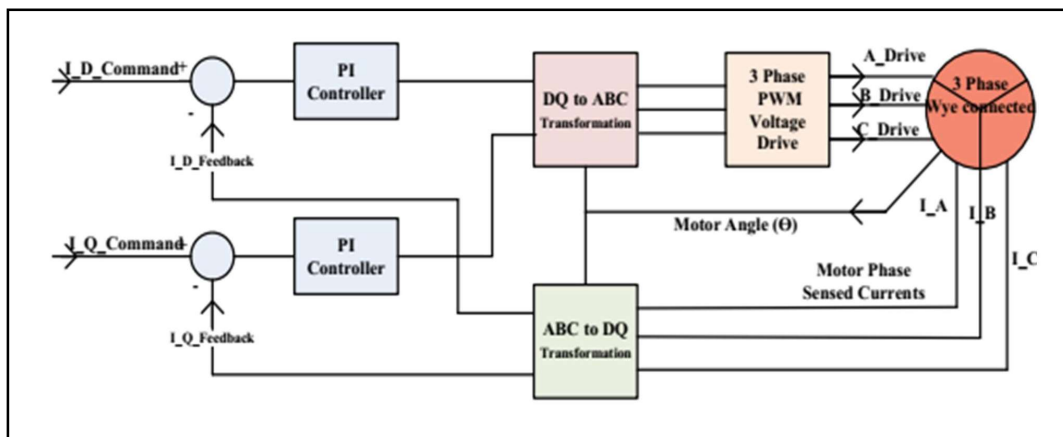 I_D_Command+
-
I_D_Feedback
PI
Controller
DQ to ABC
Transformation
3 Phase
PWM
Voltage
Drive
A_Drive
B_Drive
C_Drive
3 Phase
Wye connected
I_A
I_B
I_C
Motor Angle (Θ)
I_Q_Command+
-
I_Q_Feedback
PI
Controller
Motor Phase
Sensed Currents
ABC to DQ
Transformation